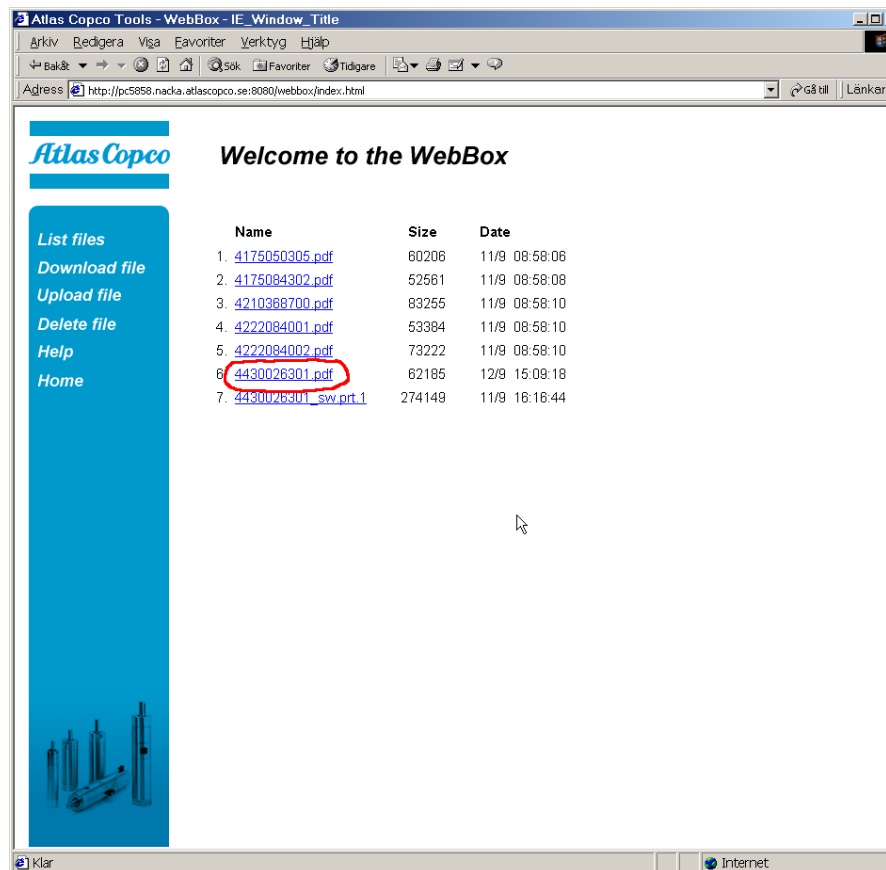 Atlas Copco Tools - WebBox - IE_Window_Title
Arkiv Redigera Visa Favoriter Verktyg Hjälp
Bakåt Sök Favoriter Tidigare
Adress http://pc5858.nacka.atlascopco.se:8080/webbox/index.html Gå till Länkar
Atlas Copco
Welcome to the WebBox
List files
Download file
Upload file
Delete file
Help
Home
Name Size Date
1. 4175050305.pdf 60206 11/9 08:58:06
2. 4175084302.pdf 52561 11/9 08:58:08
3. 4210368700.pdf 83255 11/9 08:58:10
4. 4222084001.pdf 53384 11/9 08:58:10
5. 4222084002.pdf 73222 11/9 08:58:10
6. 4430026301.pdf 62185 12/9 15:09:18
7. 4430026301_sw.prt.1 274149 11/9 16:16:44
Klar Internet